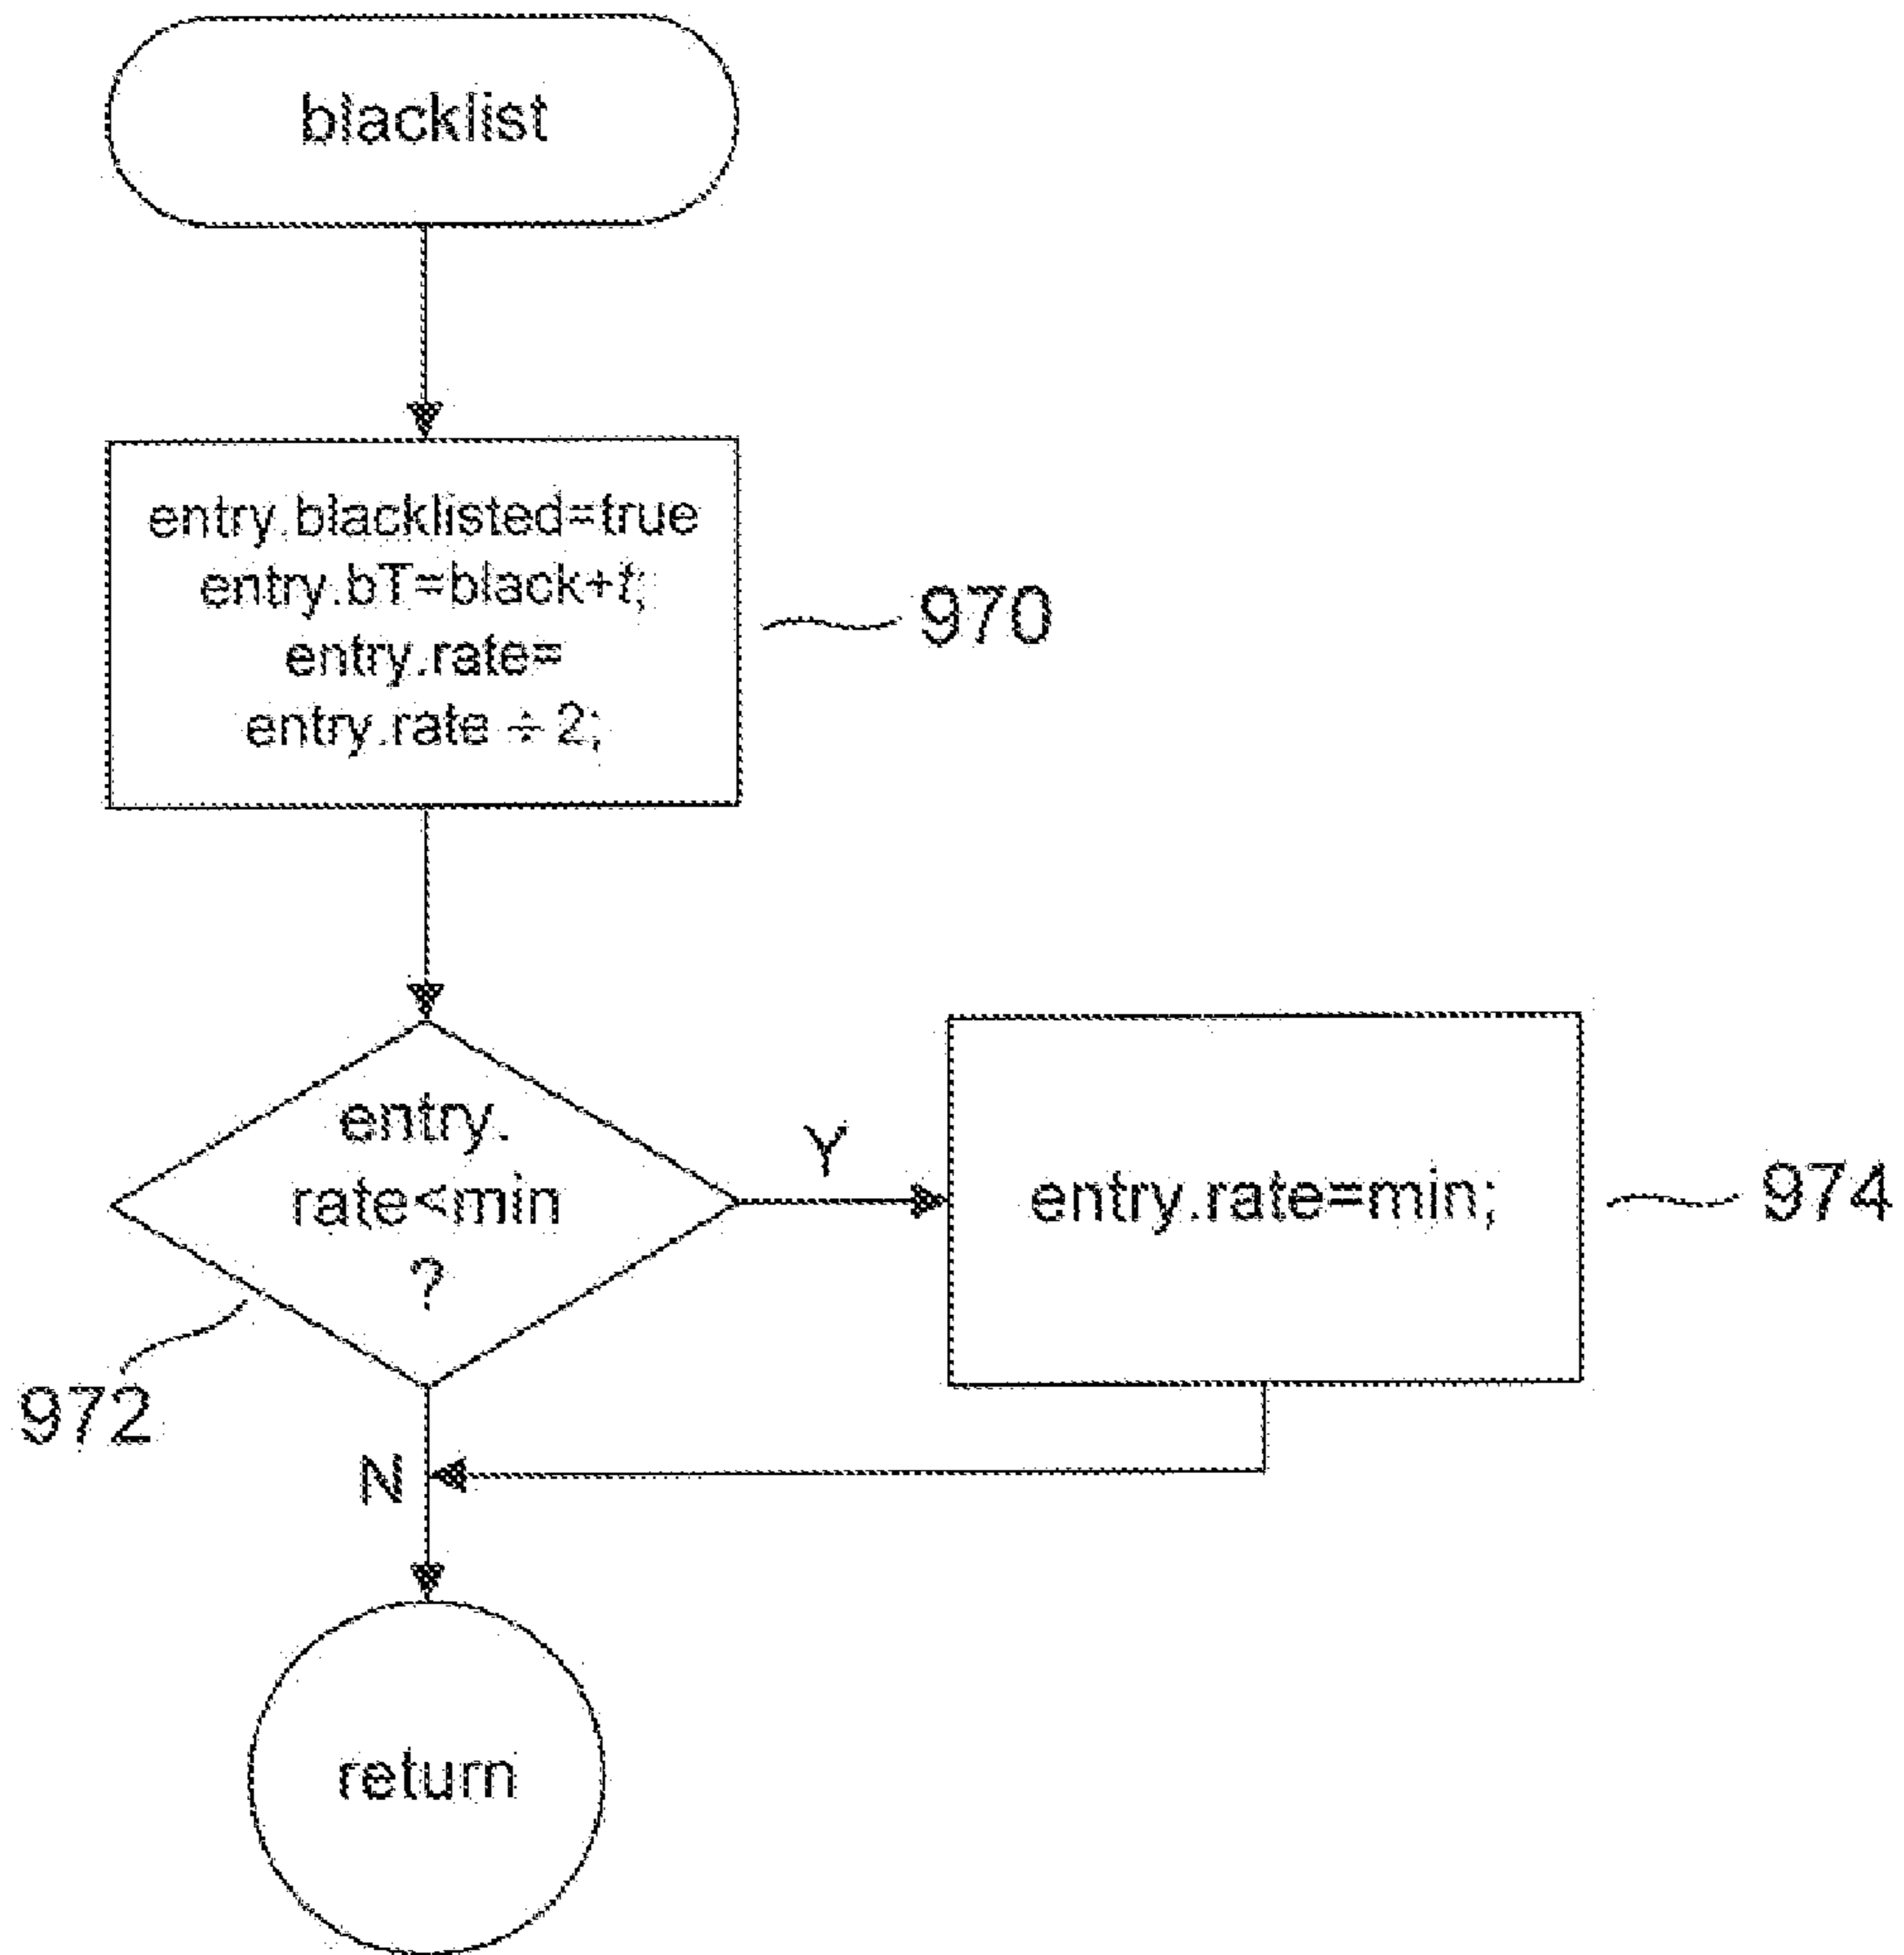 blacklist
entry.blacklisted=true
entry.bT=black+t;
entry.rate=
entry.rate ÷ 2;
970
entry.
rate<min
?
Y
entry.rate=min;
974
972
N
return